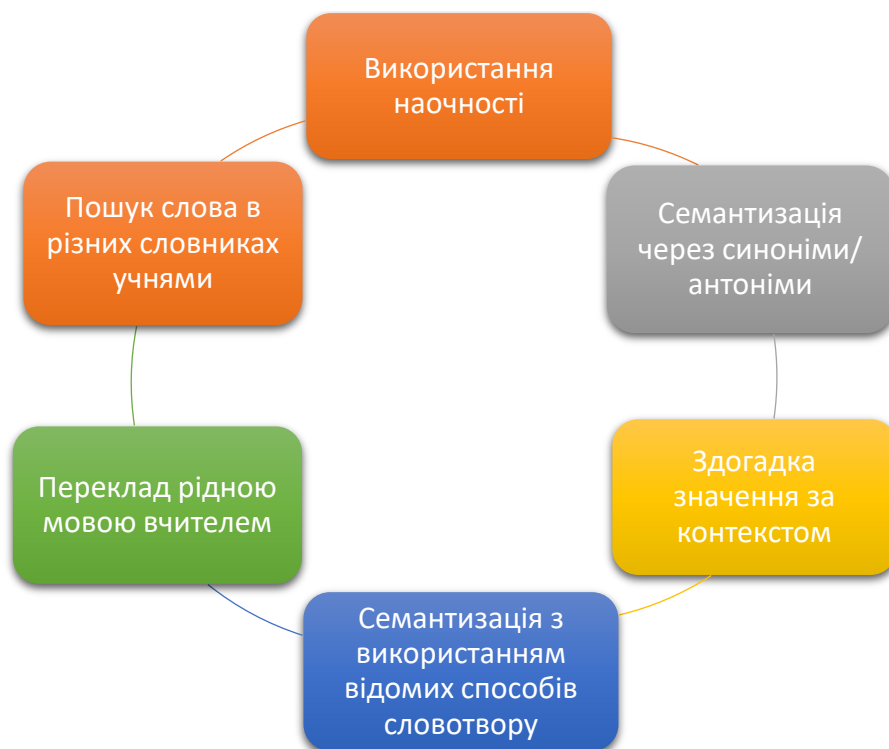 Використання
наочності
Семантизація
через синоніми/
антоніми
Здогадка
значення за
контекстом
Семантизація з
використанням
відомих способів
словотвору
Переклад рідною
мовою вчителем
Пошук слова в
різних словниках
учнями